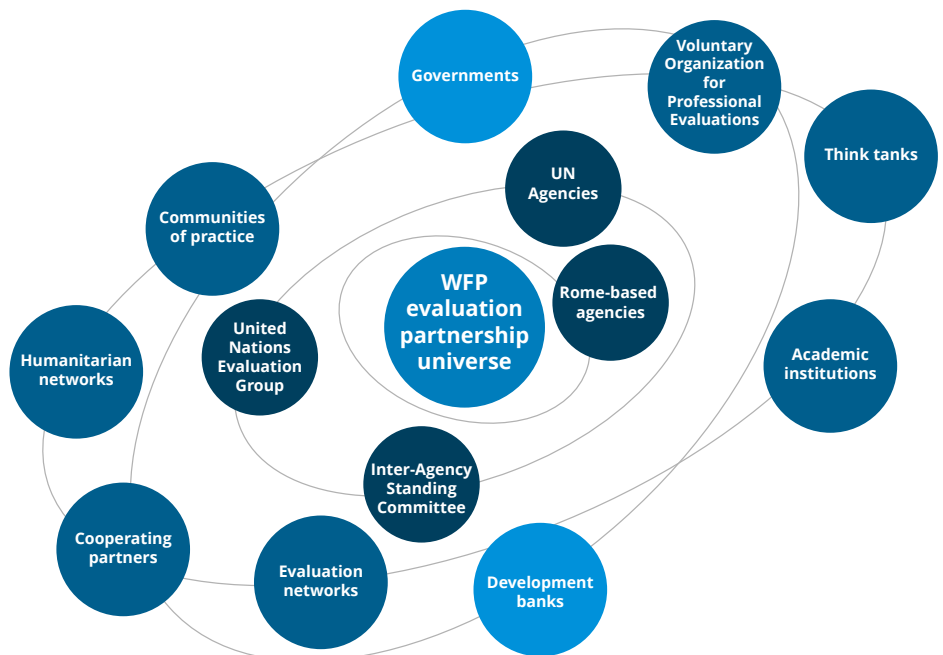 Governments
Voluntary
Organization
for
Professional
Evaluations
Think tanks
UN
Agencies
Communities
of practice
WFP
evaluation
partnership
universe
Rome-based
agencies
United
Nations
Evaluation
Group
Humanitarian
networks
Academic
institutions
Inter-Agency
Standing
Committee
Cooperating
partners
Evaluation
networks
Development
banks